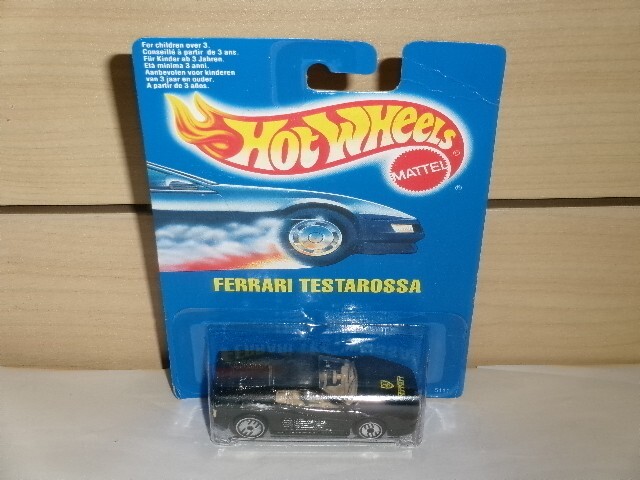 For children over 3.
Conseillé à partir de 3 ans.
Für Kinder ab 3 Jahren.
Età minima 3 anni.
Aanbevolen voor kinderen
van 3 jaar en ouder.
A partir de 3 años.
HOT WHEELS
®
MATTEL
®
FERRARI TESTAROSSA